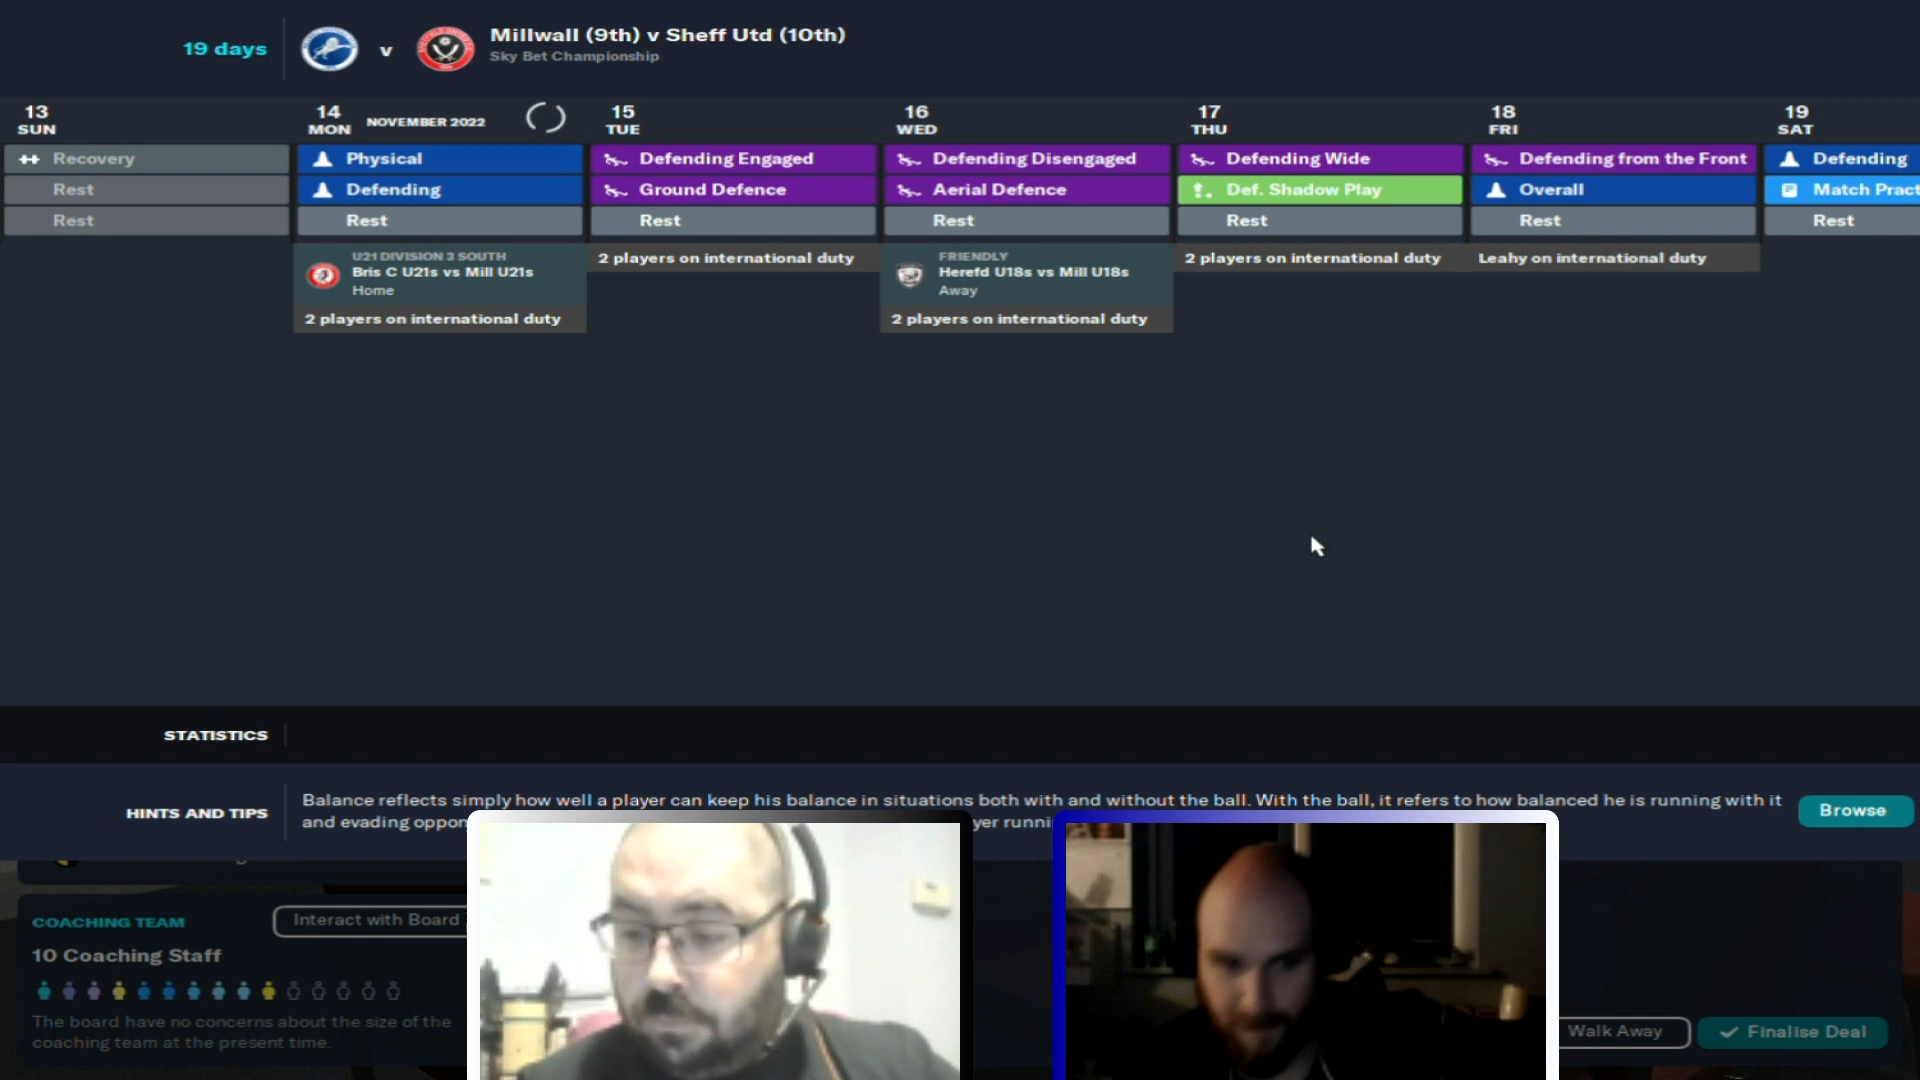 19 days
v
Millwall (9th) v Sheff Utd (10th)
Sky Bet Championship
13
SUN
14
MON
NOVEMBER 2022
15
TUE
16
WED
17
THU
18
FRI
19
SAT
Recovery
Physical
Defending Engaged
Defending Disengaged
Defending Wide
Defending from the Front
Defending
Rest
Defending
Ground Defence
Aerial Defence
Def. Shadow Play
Overall
Match Pract
Rest
Rest
Rest
Rest
Rest
Rest
Rest
U21 DIVISION 3 SOUTH
Bris C U21s vs Mill U21s
Home
2 players on international duty
2 players on international duty
FRIENDLY
Herefd U18s vs Mill U18s
Away
2 players on international duty
2 players on international duty
Leahy on international duty
STATISTICS
HINTS AND TIPS
Balance reflects simply how well a player can keep his balance in situations both with and without the ball. With the ball, it refers to how balanced he is running with it
and evading oppon
yer runni
Browse
COACHING TEAM
Interact with Board
10 Coaching Staff
The board have no concerns about the size of the
coaching team at the present time.
Walk Away
Finalise Deal